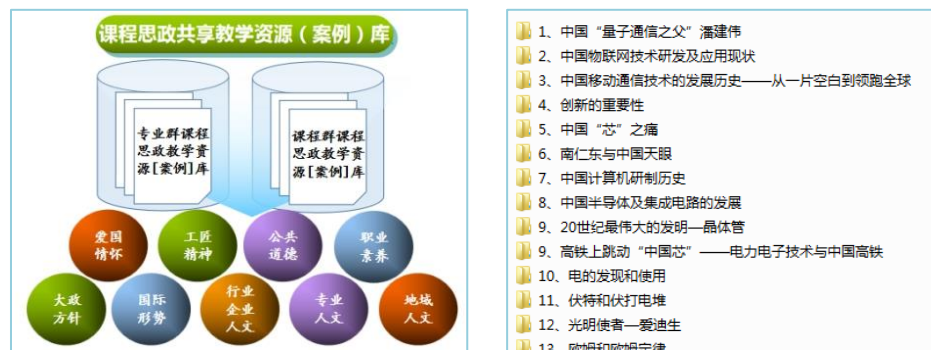 课程思政共享教学资源（案例）库
专业群课程
思政教学资
源[案例]库
课程群课程
思政教学资
源[案例]库
爱国
情怀
工匠
精神
公共
道德
职业
素养
大政
方针
国际
形势
行业
企业
人文
专业
人文
地域
人文
1、中国“量子通信之父”潘建伟
2、中国物联网技术研发及应用现状
3、中国移动通信技术的发展历史——从一片空白到领跑全球
4、创新的重要性
5、中国“芯”之痛
6、南仁东与中国天眼
7、中国计算机研制历史
8、中国半导体及集成电路的发展
9、20世纪最伟大的发明—晶体管
9、高铁上跳动“中国芯”——电力电子技术与中国高铁
10、电的发现和使用
11、伏特和伏打电堆
12、光明使者—爱迪生
13、欧姆和欧姆定律